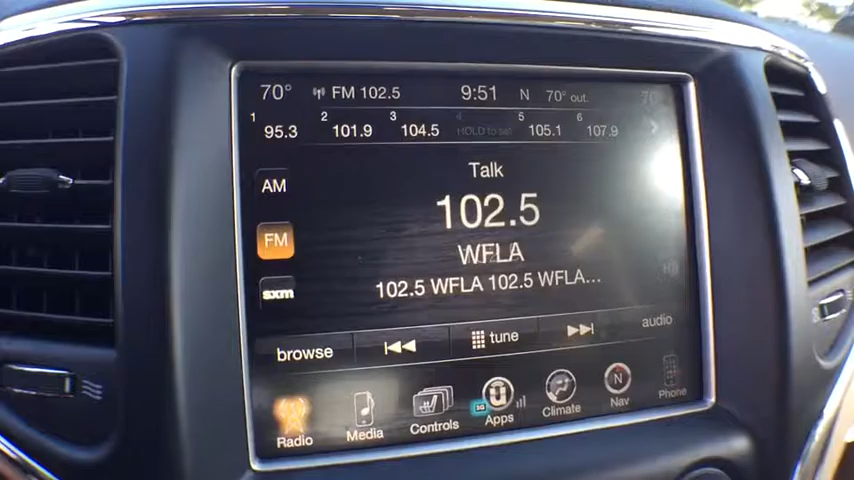 70° FM 102.5 9:51 N 70° out. 70°
1 95.3 2 101.9 3 104.5 4 HOLD to set 5 105.1 6 107.9
Talk
AM
102.5
FM
WFLA
sxm
102.5 WFLA 102.5 WFLA...
browse tune audio
Radio Media Controls 3G Apps Climate N Nav Phone